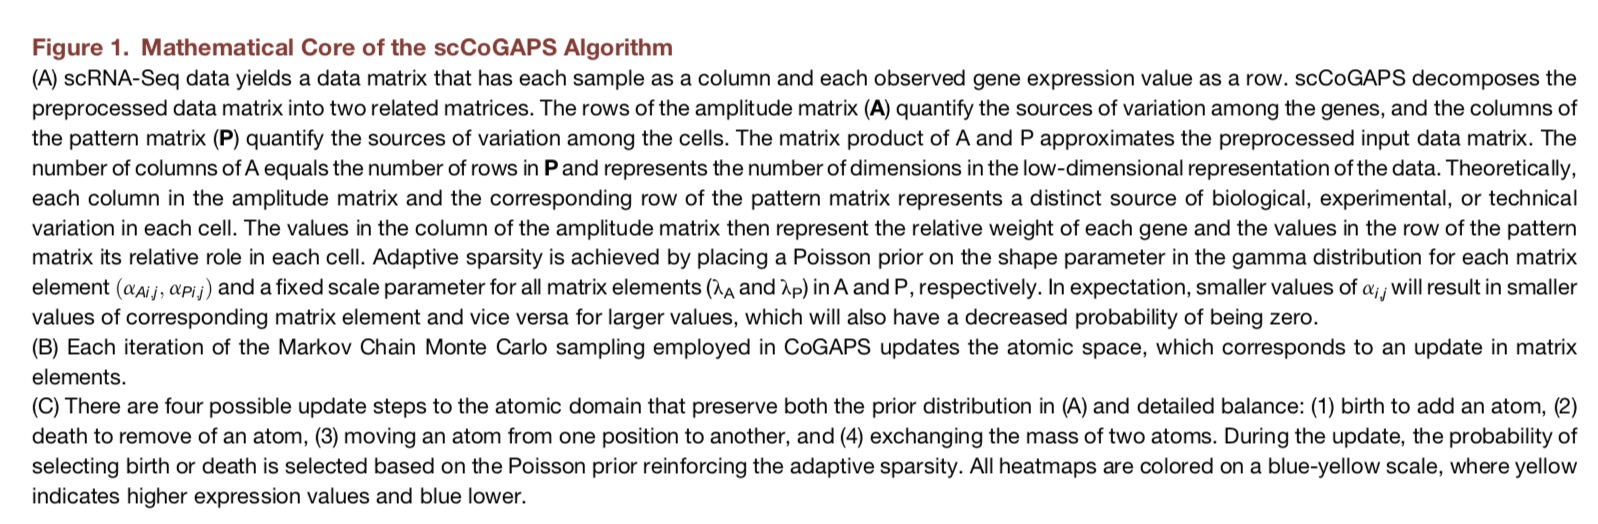 Figure 1. Mathematical Core of the scCoGAPS Algorithm
(A) scRNA-Seq data yields a data matrix that has each sample as a column and each observed gene expression value as a row. scCoGAPS decomposes the
preprocessed data matrix into two related matrices. The rows of the amplitude matrix (A) quantify the sources of variation among the genes, and the columns of
the pattern matrix (P) quantify the sources of variation among the cells. The matrix product of A and P approximates the preprocessed input data matrix. The
number of columns of A equals the number of rows in P and represents the number of dimensions in the low-dimensional representation of the data. Theoretically,
each column in the amplitude matrix and the corresponding row of the pattern matrix represents a distinct source of biological, experimental, or technical
variation in each cell. The values in the column of the amplitude matrix then represent the relative weight of each gene and the values in the row of the pattern
matrix its relative role in each cell. Adaptive sparsity is achieved by placing a Poisson prior on the shape parameter in the gamma distribution for each matrix
element (αAij, αPij) and a fixed scale parameter for all matrix elements (λA and λP) in A and P, respectively. In expectation, smaller values of αij will result in smaller
values of corresponding matrix element and vice versa for larger values, which will also have a decreased probability of being zero.
(B) Each iteration of the Markov Chain Monte Carlo sampling employed in CoGAPS updates the atomic space, which corresponds to an update in matrix
elements.
(C) There are four possible update steps to the atomic domain that preserve both the prior distribution in (A) and detailed balance: (1) birth to add an atom, (2)
death to remove of an atom, (3) moving an atom from one position to another, and (4) exchanging the mass of two atoms. During the update, the probability of
selecting birth or death is selected based on the Poisson prior reinforcing the adaptive sparsity. All heatmaps are colored on a blue-yellow scale, where yellow
indicates higher expression values and blue lower.